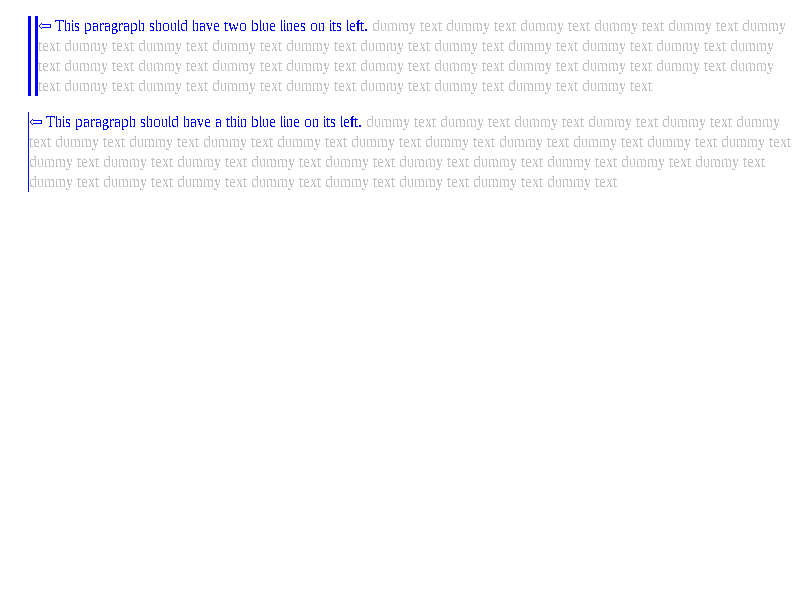 ⇦ This paragraph should have two blue lines on its left. dummy text dummy text dummy text dummy text dummy text dummy
text dummy text dummy text dummy text dummy text dummy text dummy text dummy text dummy text dummy text dummy
text dummy text dummy text dummy text dummy text dummy text dummy text dummy text dummy text dummy text dummy
text dummy text dummy text dummy text dummy text dummy text dummy text dummy text dummy text
⇦ This paragraph should have a thin blue line on its left. dummy text dummy text dummy text dummy text dummy text dummy
text dummy text dummy text dummy text dummy text dummy text dummy text dummy text dummy text dummy text dummy text
dummy text dummy text dummy text dummy text dummy text dummy text dummy text dummy text dummy text dummy text
dummy text dummy text dummy text dummy text dummy text dummy text dummy text dummy text